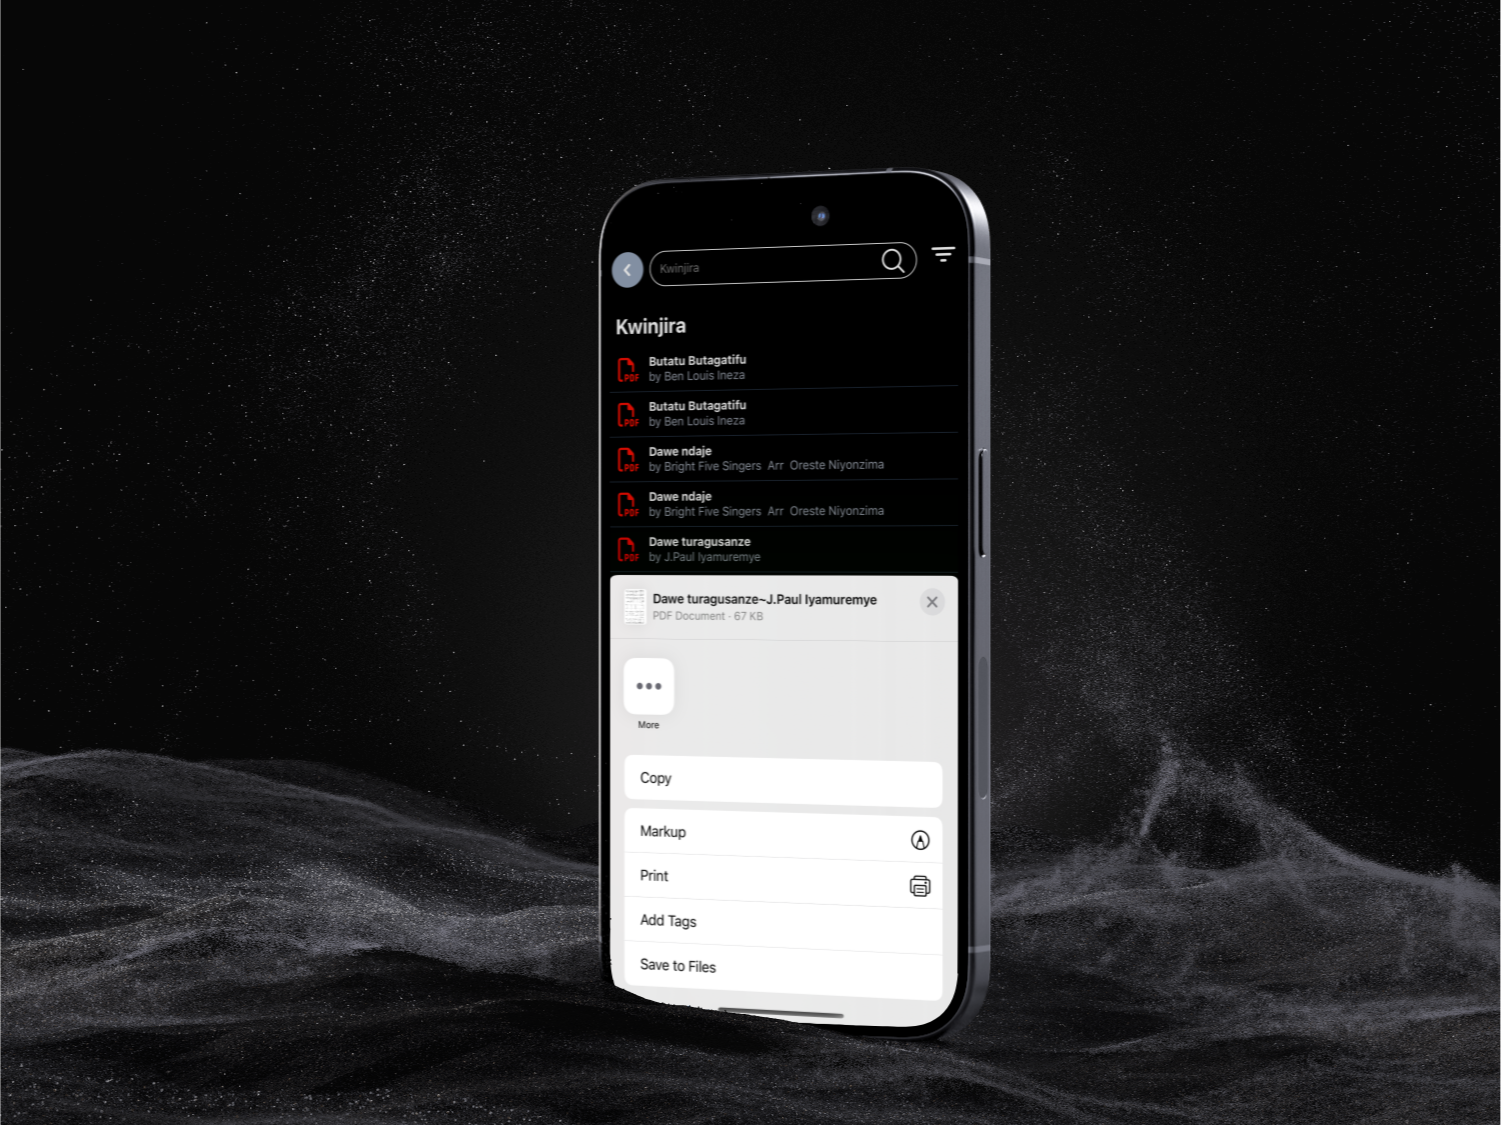 Kwinjira
Kwinjira
Butatu Butagatifu
by Ben Louis Ineza
Butatu Butagatifu
by Ben Louis Ineza
Dawe ndaje
by Bright Five Singers Arr Oreste Niyonzima
Dawe ndaje
by Bright Five Singers Arr Oreste Niyonzima
Dawe turagusanze
by J.Paul Iyamuremye
PDF
PDF
PDF
PDF
PDF
Dawe turagusanze~J.Paul Iyamuremye
PDF Document · 67 KB
More
Copy
Markup
Print
Add Tags
Save to Files